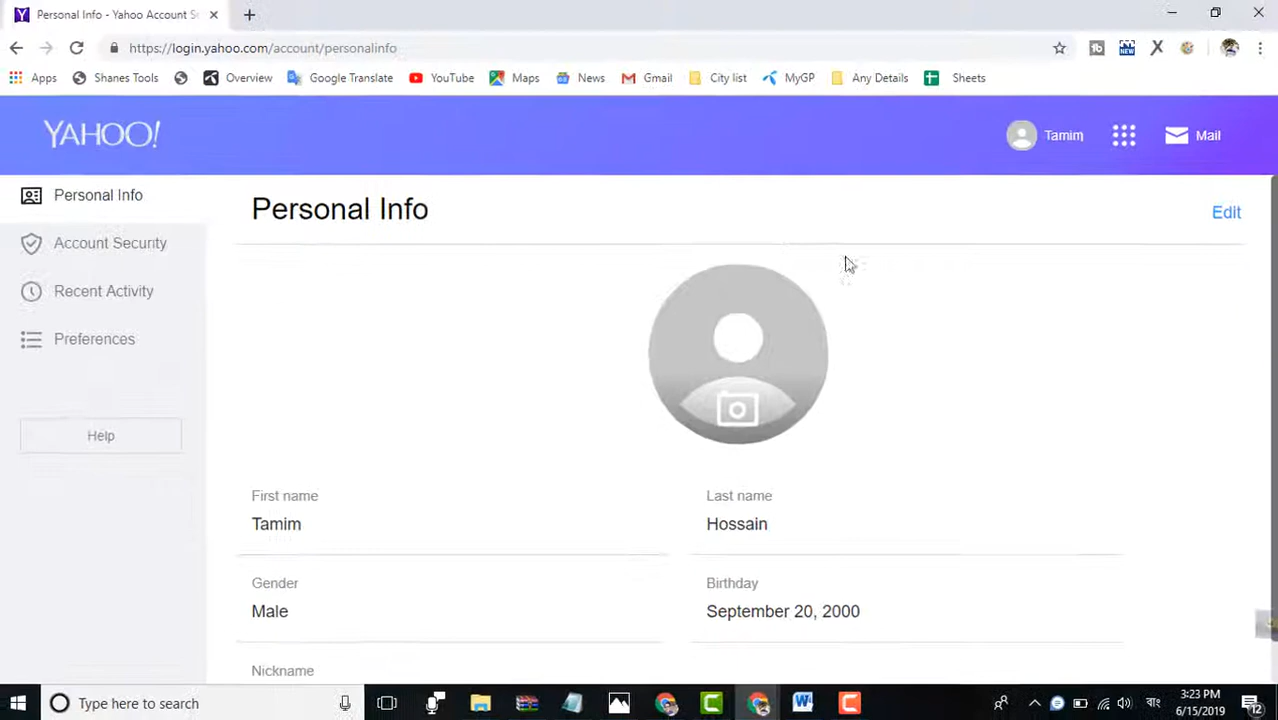 Personal Info - Yahoo Account S
https://login.yahoo.com/account/personalinfo
Apps Shanes Tools Overview Google Translate YouTube Maps News Gmail City list MyGP Any Details Sheets
YAHOO! Tamim Mail
Personal Info
Account Security
Recent Activity
Preferences
Help
Personal Info Edit
First name Last name
Tamim Hossain
Gender Birthday
Male September 20, 2000
Nickname
Type here to search
3:23 PM
বাং
6/15/2019
12